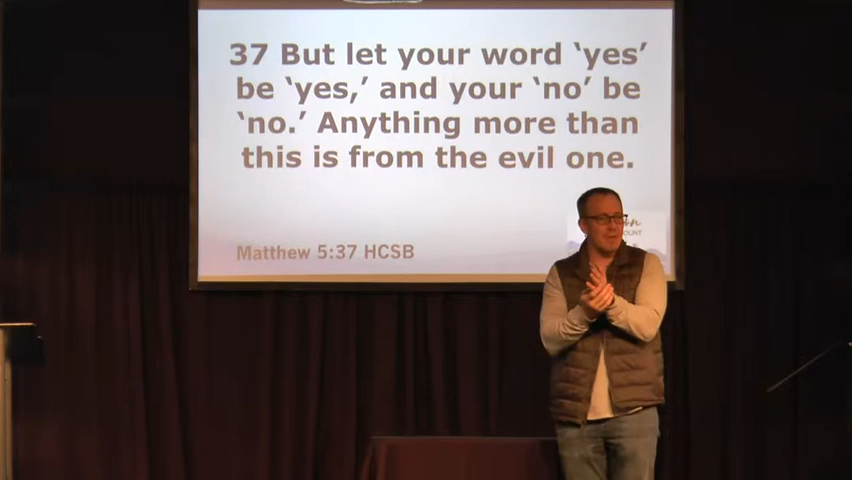 37 But let your word ‘yes’
be ‘yes,’ and your ‘no’ be
‘no.’ Anything more than
this is from the evil one.
Matthew 5:37 HCSB